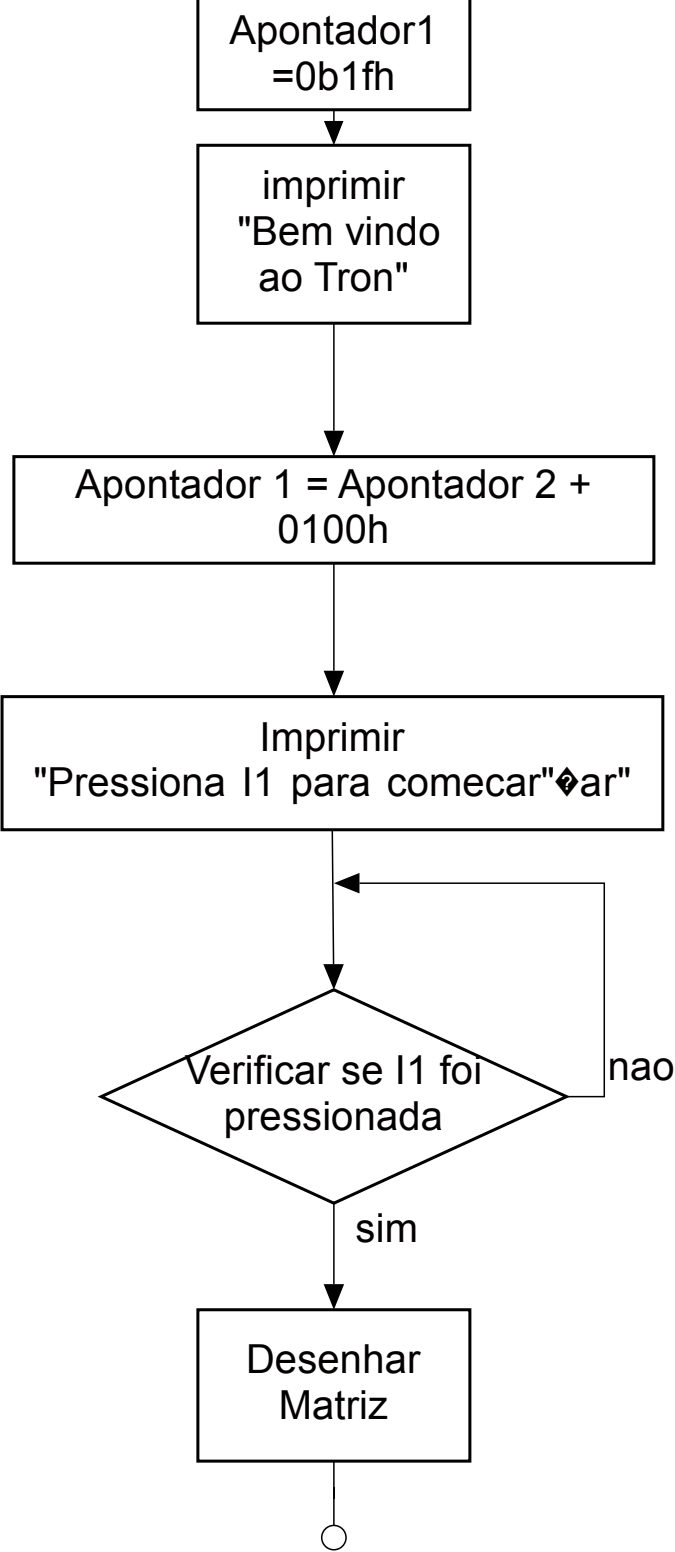 Apontador1
=0b1fh
imprimir
"Bem vindo
ao Tron"
Apontador 1 = Apontador 2 +
0100h
Imprimir
"Pressiona I1 para comecar"�ar"
Verificar se I1 foi
pressionada
nao
sim
Desenhar
Matriz